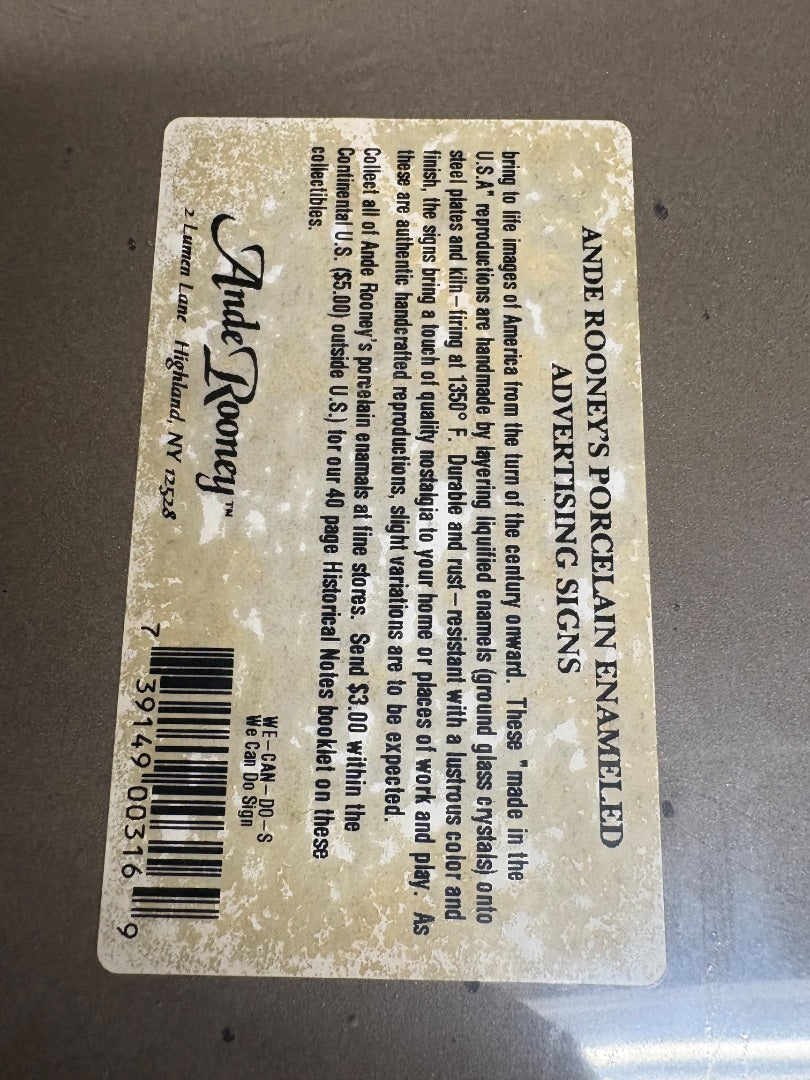 ANDE ROONEY'S PORCELAIN ENAMELED
ADVERTISING SIGNS
bring to life images of America from the turn of the century onward. These "made in the
U.S.A" reproductions are handmade by layering liquified enamels (ground glass crystals) onto
steel plates and kiln-firing at 1350° F. Durable and rust-resistant with a lustrous color and
finish, the signs bring a touch of quality nostalgia to your home or places of work and play. As
these are authentic handcrafted reproductions, slight variations are to be expected.
Collect all of Ande Rooney's porcelain enamals at fine stores. Send $3.00 within the
Continental U.S. ($5.00) outside U.S.) for our 40 page Historical Notes booklet on these
collectibles.
Ande Rooney™
2 Lumen Lane Highland, NY 12528
WE-CAN-DO-S
We Can Do Sign
7 39149 00316 9